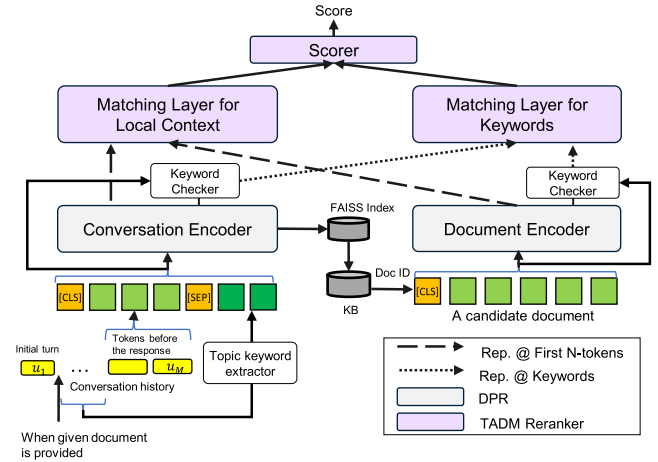 Score
Scorer
Matching Layer for
Local Context
Matching Layer for
Keywords
Keyword
Checker
Keyword
Checker
FAISS Index
Conversation Encoder
Document Encoder
Doc ID
KB
[CLS]
[SEP]
[CLS]
A candidate document
Tokens before
the response
Initial turn
u1
...
uM
Conversation history
Topic keyword
extractor
When given document
is provided
Rep. @ First N-tokens
Rep. @ Keywords
DPR
TADM Reranker